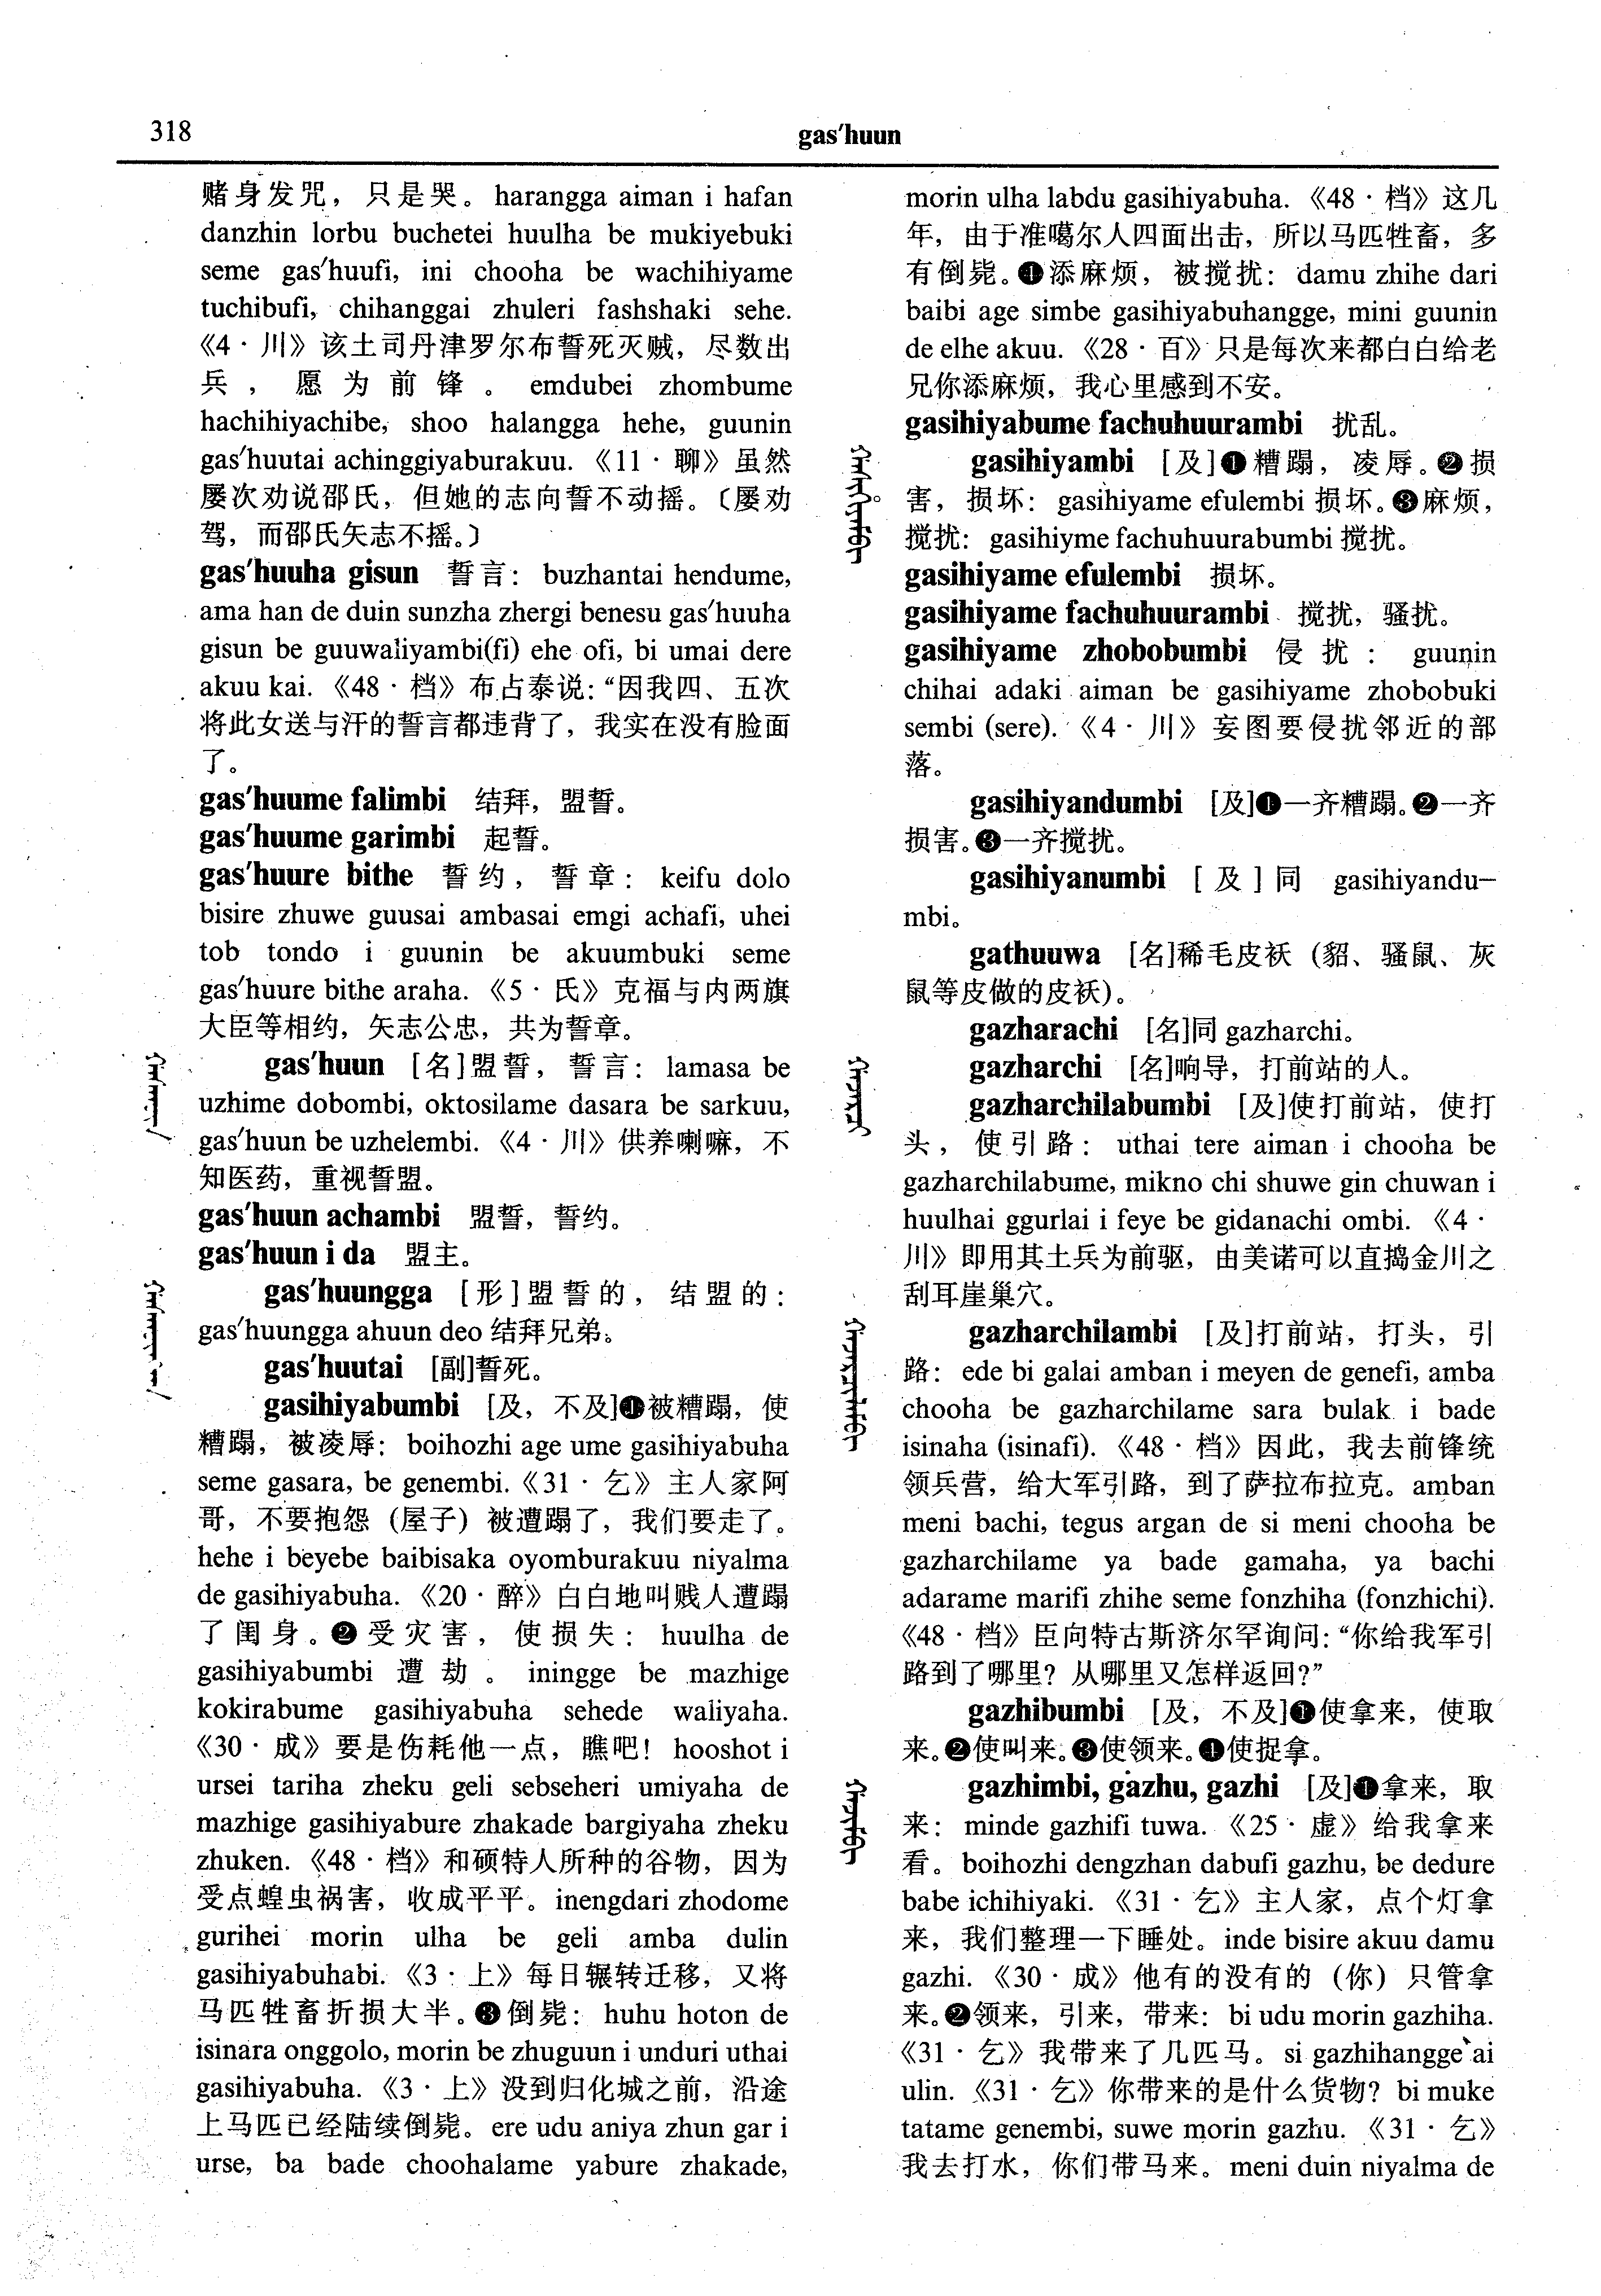 318
gas'huun
赌身发咒，只是哭。harangga aiman i hafan
danzhin lorbu buchetei huulha be mukiyebuki
seme gas'huufi, ini chooha be wachihiyame
tuchibufi, chihanggai zhuleri fashshaki sehe.
《4·川》该土司丹津罗尔布誓死灭贼，尽数出
兵，愿为前锋。emdubei zhombume
hachihiyachibe, shoo halangga hehe, guunin
gas'huutai achinggiyaburakuu.《11·聊》虽然
屡次劝说邵氏，但她的志向誓不动摇。〔屡劝
驾，而邵氏矢志不摇。〕
gas'huuha gisun 誓言：buzhantai hendume,
ama han de duin sunzha zhergi benesu gas'huuha
gisun be guuwaliyambi(fi) ehe ofi, bi umai dere
akuu kai.《48·档》布占泰说：“因我四、五次
将此女送与汗的誓言都违背了，我实在没有脸面
了。
gas'huume falimbi 结拜，盟誓。
gas'huume garimbi 起誓。
gas'huure bithe 誓约，誓章：keifu dolo
bisire zhuwe guusai ambasai emgi achafi, uhei
tob tondo i guunin be akuumbuki seme
gas'huure bithe araha.《5·氏》克福与内两旗
大臣等相约，矢志公忠，共为誓章。
gas'huun [名]盟誓，誓言：lamasa be
uzhime dobombi, oktosilame dasara be sarkuu,
gas'huun be uzhelembi.《4·川》供养喇嘛，不
知医药，重视誓盟。
gas'huun achambi 盟誓，誓约。
gas'huun i da 盟主。
gas'huungga [形]盟誓的，结盟的：
gas'huungga ahuun deo 结拜兄弟。
gas'huutai [副]誓死。
gasihiyabumbi [及，不及]❶被糟蹋，使
糟蹋，被凌辱：boihozhi age ume gasihiyabuha
seme gasara, be genembi.《31·乞》主人家阿
哥，不要抱怨（屋子）被遭蹋了，我们要走了。
hehe i beyebe baibisaka oyomburakuu niyalma
de gasihiyabuha.《20·醉》白白地叫贱人遭蹋
了闺身。❷受灾害，使损失：huulha de
gasihiyabumbi 遭劫。iningge be mazhige
kokirabume gasihiyabuha sehede waliyaha.
《30·成》要是伤耗他一点，瞧吧！hooshot i
ursei tariha zheku geli sebseheri umiyaha de
mazhige gasihiyabure zhakade bargiyaha zheku
zhuken.《48·档》和硕特人所种的谷物，因为
受点蝗虫祸害，收成平平。inengdari zhodome
gurihei morin ulha be geli amba dulin
gasihiyabuhabi.《3·上》每日辗转迁移，又将
马匹牲畜折损大半。❸倒毙：huhu hoton de
isinara onggolo, morin be zhuguun i unduri uthai
gasihiyabuha.《3·上》没到归化城之前，沿途
上马匹已经陆续倒毙。ere udu aniya zhun gar i
urse, ba bade choohalame yabure zhakade,
morin ulha labdu gasihiyabuha.《48·档》这几
年，由于准噶尔人四面出击，所以马匹牲畜，多
有倒毙。❹添麻烦，被搅扰：damu zhihe dari
baibi age simbe gasihiyabuhangge, mini guunin
de elhe akuu.《28·百》只是每次来都白白给老
兄你添麻烦，我心里感到不安。
gasihiyabume fachuhuurambi 扰乱。
gasihiyambi [及]❶糟蹋，凌辱。❷损
害，损坏：gasihiyame efulembi 损坏。❸麻烦，
搅扰：gasihiyme fachuhuurabumbi 搅扰。
gasihiyame efulembi 损坏。
gasihiyame fachuhuurambi 搅扰，骚扰。
gasihiyame zhobobumbi 侵扰：guunin
chihai adaki aiman be gasihiyame zhobobuki
sembi (sere).《4·川》妄图要侵扰邻近的部
落。
gasihiyandumbi [及]❶一齐糟蹋。❷一齐
损害。❸一齐搅扰。
gasihiyanumbi [及]同 gasihiyandu-
mbi。
gathuuwa [名]稀毛皮袄（貂、骚鼠、灰
鼠等皮做的皮袄）。
gazharachi [名]同 gazharchi。
gazharchi [名]响导，打前站的人。
gazharchilabumbi [及]使打前站，使打
头，使引路：uthai tere aiman i chooha be
gazharchilabume, mikno chi shuwe gin chuwan i
huulhai ggurlai i feye be gidanachi ombi.《4·
川》即用其土兵为前驱，由美诺可以直捣金川之
刮耳崖巢穴。
gazharchilambi [及]打前站，打头，引
路：ede bi galai amban i meyen de genefi, amba
chooha be gazharchilame sara bulak i bade
isinaha (isinafi).《48·档》因此，我去前锋统
领兵营，给大军引路，到了萨拉布拉克。amban
meni bachi, tegus argan de si meni chooha be
gazharchilame ya bade gamaha, ya bachi
adarame marifi zhihe seme fonzhiha (fonzhichi).
《48·档》臣向特古斯济尔罕询问：“你给我军引
路到了哪里？从哪里又怎样返回？”
gazhibumbi [及，不及]❶使拿来，使取
来。❷使叫来。❸使领来。❹使捉拿。
gazhimbi, gazhu, gazhi [及]❶拿来，取
来：minde gazhifi tuwa.《25·虚》给我拿来
看。boihozhi dengzhan dabufi gazhu, be dedure
babe ichihiyaki.《31·乞》主人家，点个灯拿
来，我们整理一下睡处。inde bisire akuu damu
gazhi.《30·成》他有的没有的（你）只管拿
来。❷领来，引来，带来：bi udu morin gazhiha.
《31·乞》我带来了几匹马。si gazhihangge ai
ulin.《31·乞》你带来的是什么货物？bi muke
tatame genembi, suwe morin gazhu.《31·乞》
我去打水，你们带马来。meni duin niyalma de